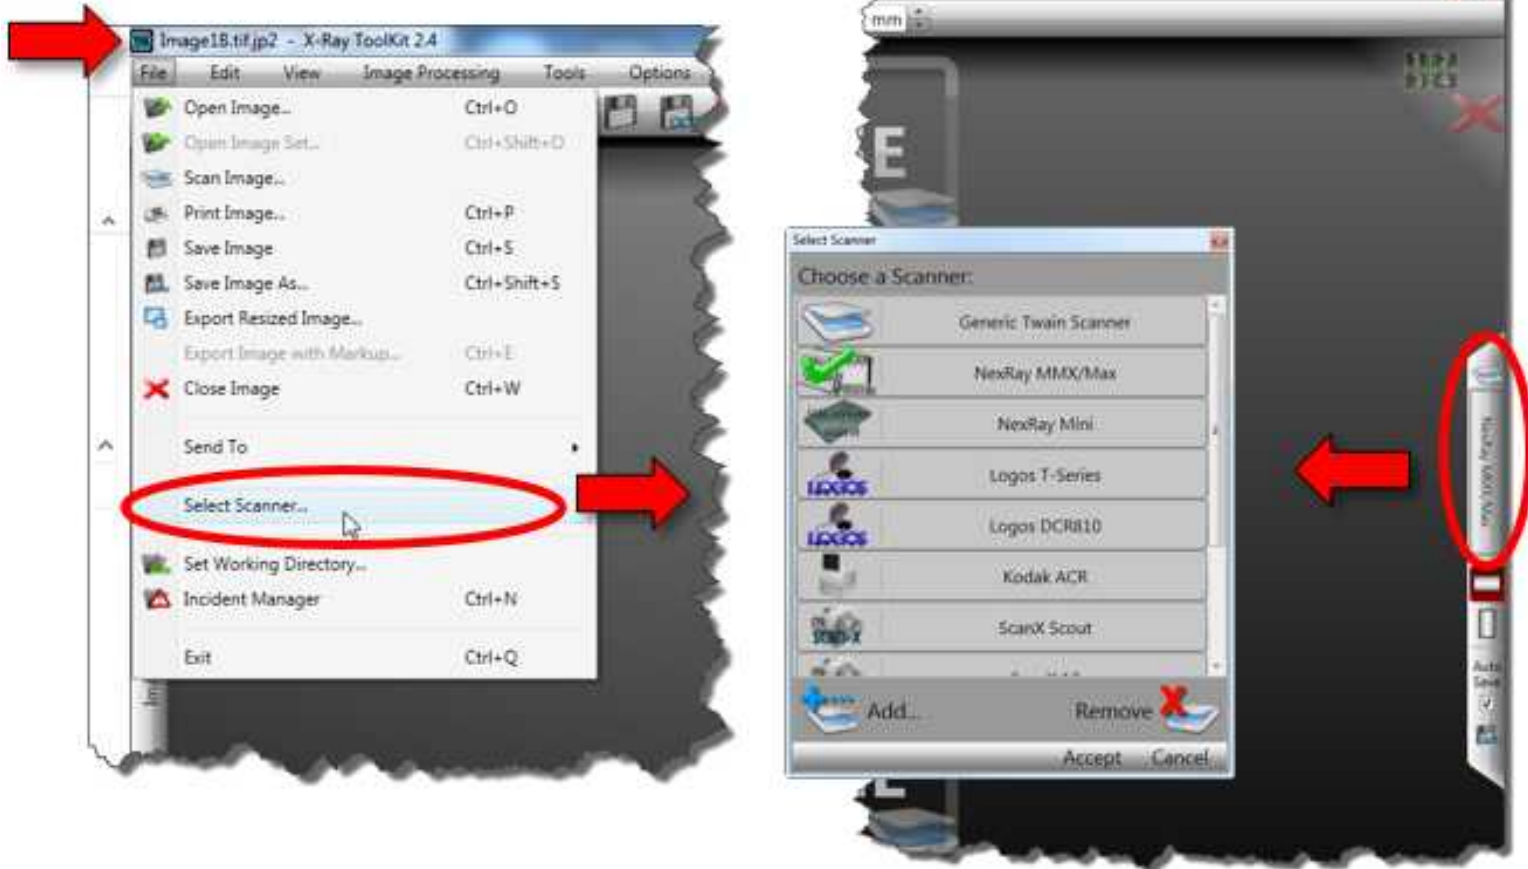 Image1B.tif.jp2 - X-Ray ToolKit 2.4
File Edit View Image Processing Tools Options
Open Image... Ctrl+O
Open Image Set... Ctrl+Shift+O
Scan Image...
Print Image... Ctrl+P
Save Image Ctrl+S
Save Image As... Ctrl+Shift+S
Export Resized Image...
Export Image with Markup... Ctrl+E
Close Image Ctrl+W
Send To
Select Scanner...
Set Working Directory...
Incident Manager Ctrl+N
Exit Ctrl+Q
Im
mm
E
Select Scanner
Choose a Scanner:
Generic Twain Scanner
NexRay MMX/Max
NexRay Mini
LOGOS Logos T-Series
LOGOS Logos DCR810
Kodak ACR
ScanX Scout
Add... Remove
Accept Cancel
NexRay MMX/Max
Auto
Save